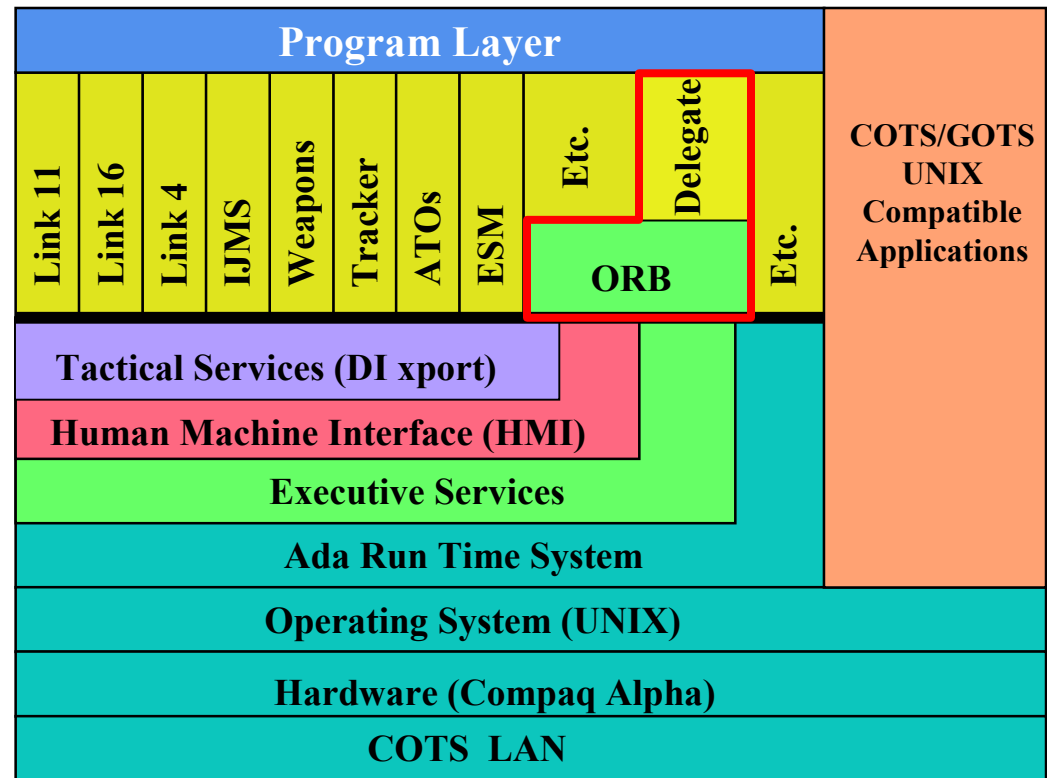 Program Layer
Link 11
Link 16
Link 4
IJMS
Weapons
Tracker
ATOs
ESM
Etc.
Delegate
ORB
Etc.
COTS/GOTS
UNIX
Compatible
Applications
Tactical Services (DI xport)
Human Machine Interface (HMI)
Executive Services
Ada Run Time System
Operating System (UNIX)
Hardware (Compaq Alpha)
COTS LAN